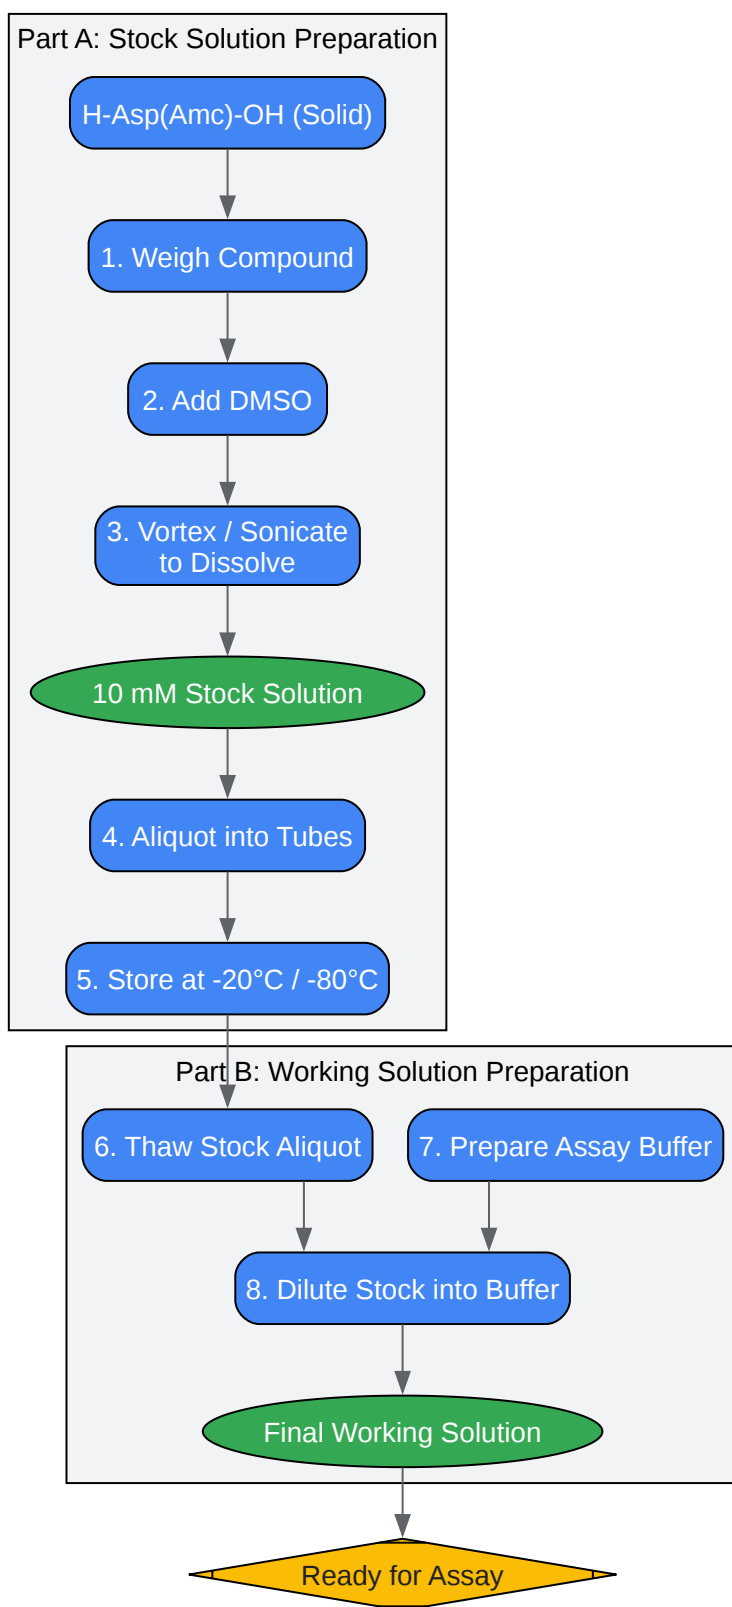 Part A: Stock Solution Preparation
H-Asp(Amc)-OH (Solid)
1. Weigh Compound
2. Add DMSO
3. Vortex / Sonicate
to Dissolve
10 mM Stock Solution
4. Aliquot into Tubes
5. Store at -20°C / -80°C
Part B: Working Solution Preparation
6. Thaw Stock Aliquot
7. Prepare Assay Buffer
8. Dilute Stock into Buffer
Final Working Solution
Ready for Assay